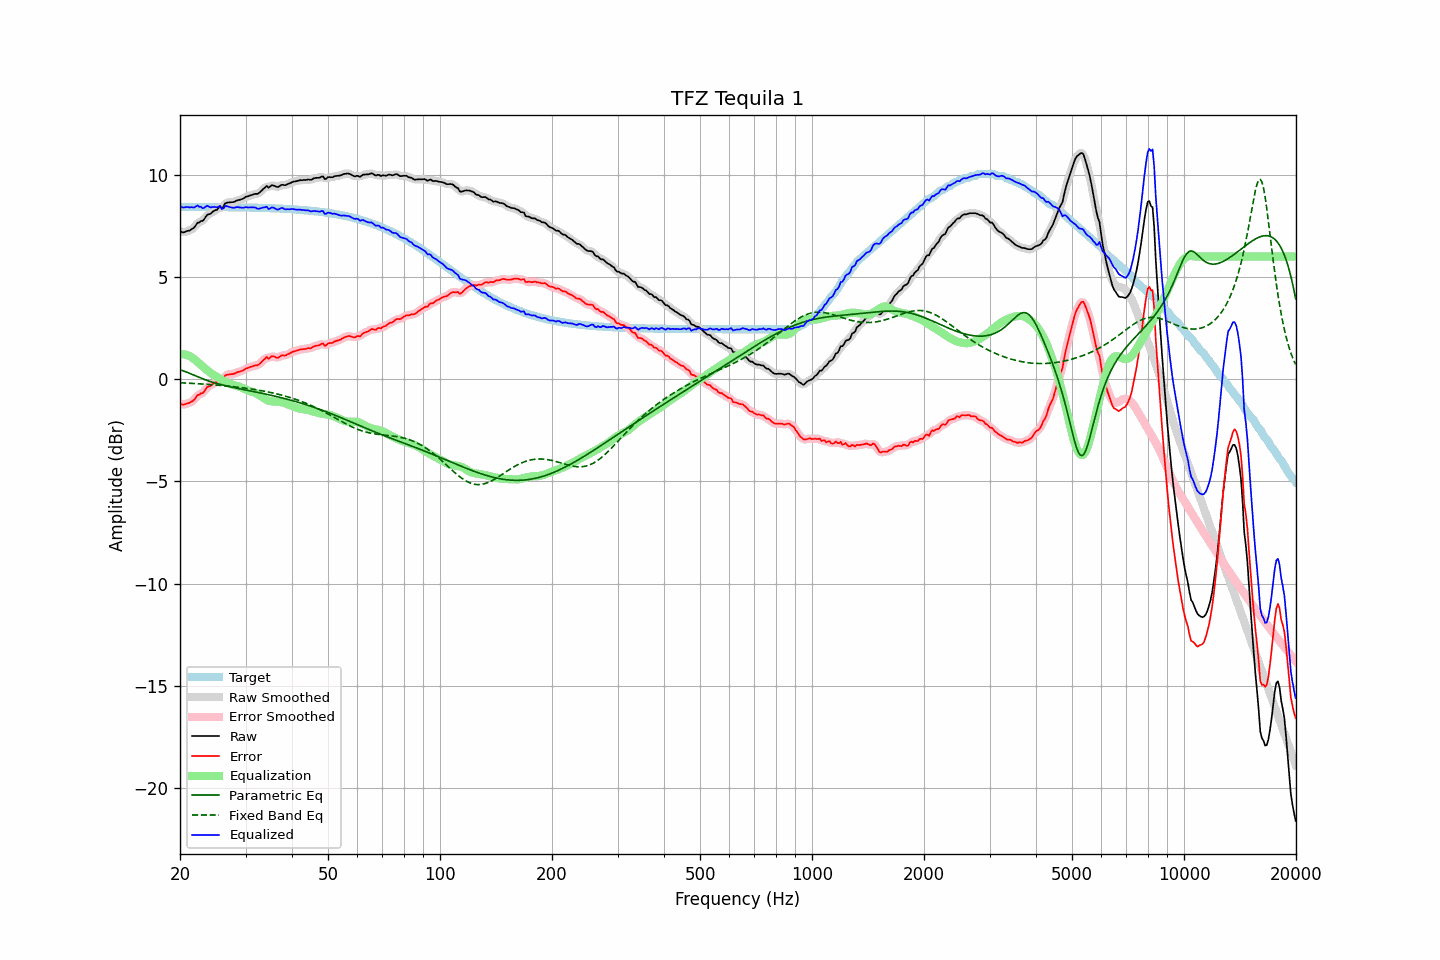 TFZ Tequila 1
Amplitude (dBr)
10
5
0
−5
−10
−15
−20
Target
Raw Smoothed
Error Smoothed
Raw
Error
Equalization
Parametric Eq
Fixed Band Eq
Equalized
20 50 100 200 500 1000 2000 5000 10000 20000
Frequency (Hz)